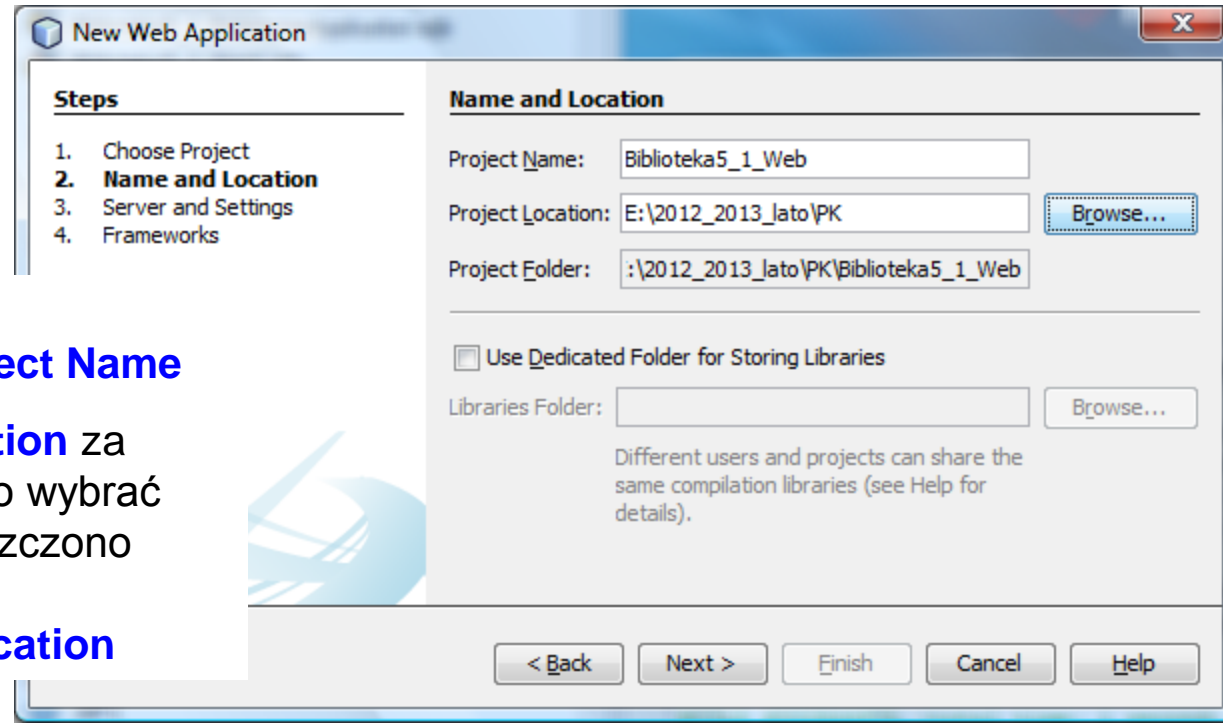 New Web Application
Steps
1. Choose Project
2. Name and Location
3. Server and Settings
4. Frameworks
Name and Location
Project Name: Biblioteka5_1_Web
Project Location: E:\2012_2013_lato\PK Browse...
Project Folder: :\2012_2013_lato\PK\Biblioteka5_1_Web
Use Dedicated Folder for Storing Libraries
Libraries Folder: Browse...
Different users and projects can share the
same compilation libraries (see Help for
details).
ect Name
tion za
o wybrać
zczono
cation
< Back Next > Finish Cancel Help